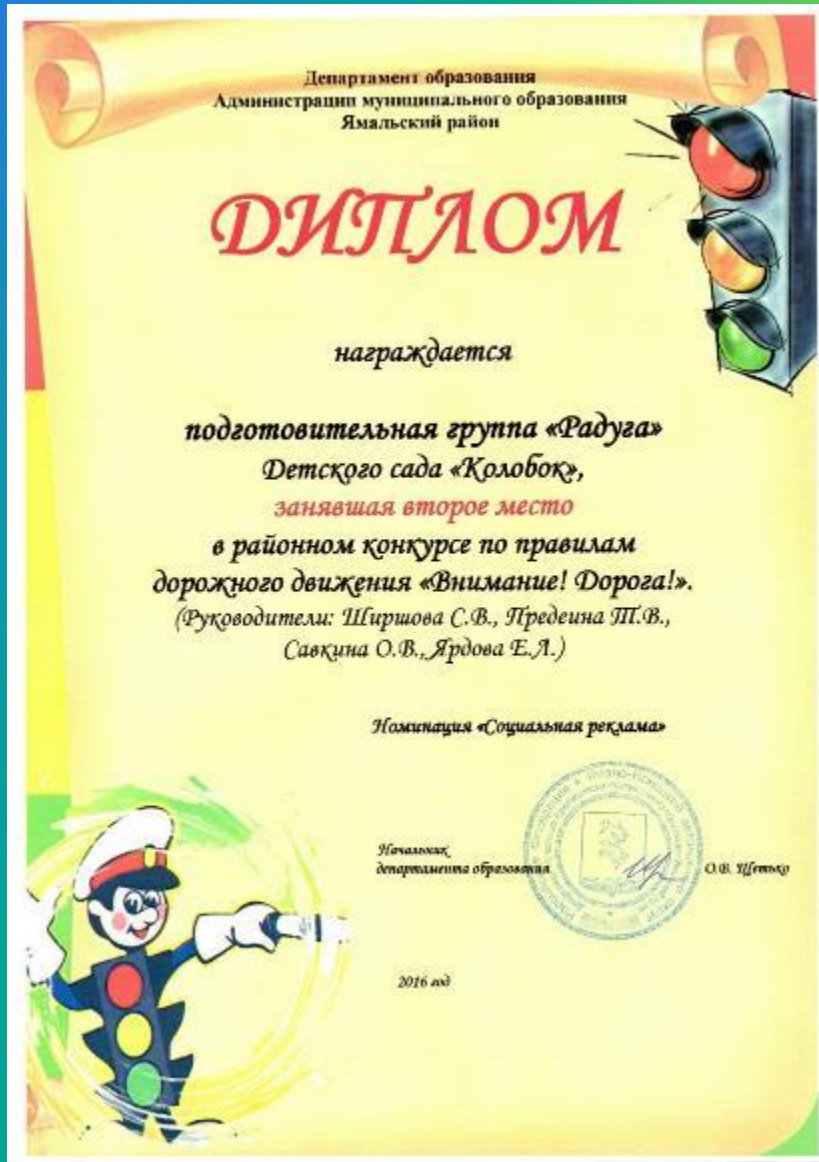 Департамент образования
Администрации муниципального образования
Ямальский район
ДИПЛОМ
награждается
подготовительная группа «Радуга»
Детского сада «Колобок»,
занявшая второе место
в районном конкурсе по правилам
дорожного движения «Внимание! Дорога!».
(Руководители: Ширшова С.В., Предеина Т.В.,
Савкина О.В., Ярдова Е.Л.)
Номинация «Социальная реклама»
Начальник
департамента образования О.В. Щетько
2016 год